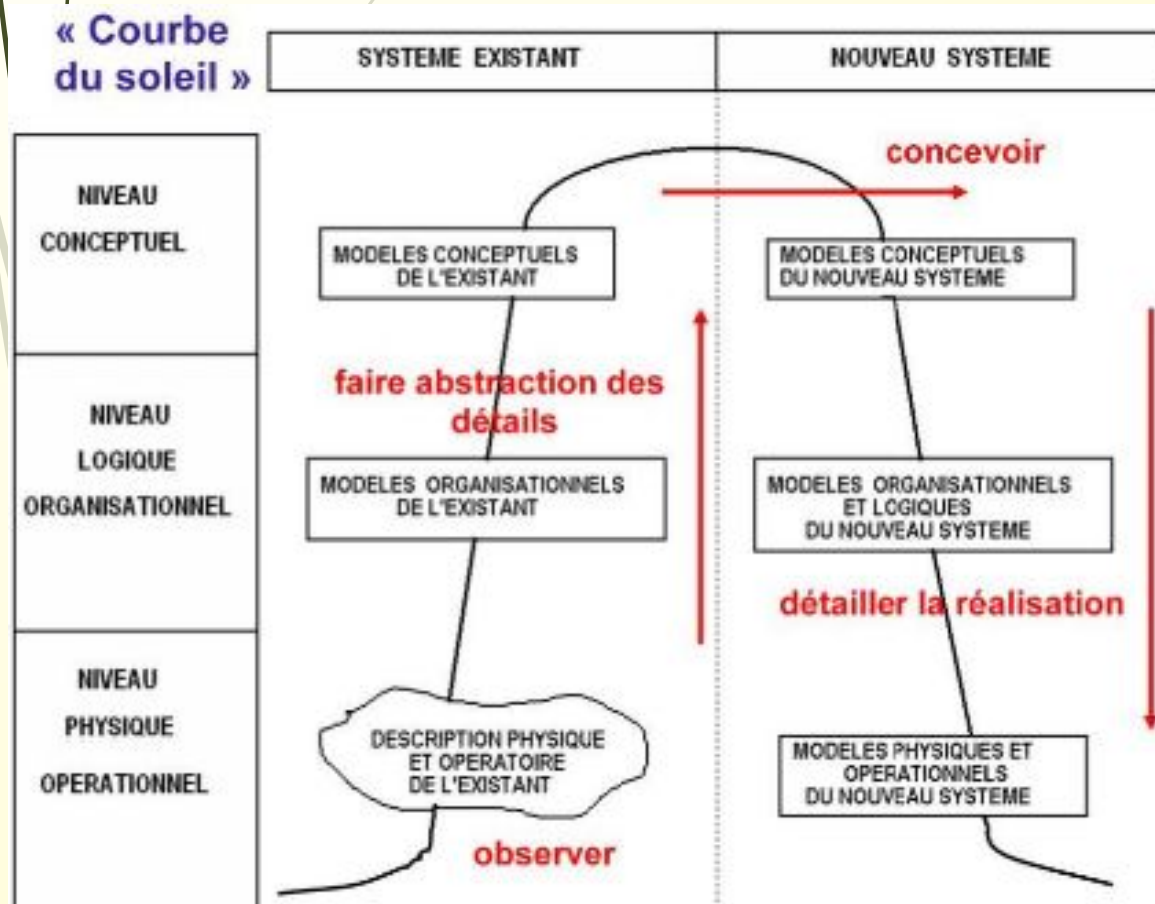 « Courbe
du soleil »
SYSTEME EXISTANT
NOUVEAU SYSTEME
concevoir
NIVEAU
CONCEPTUEL
MODELES CONCEPTUELS
DE L'EXISTANT
MODELES CONCEPTUELS
DU NOUVEAU SYSTEME
faire abstraction des
détails
NIVEAU
LOGIQUE
ORGANISATIONNEL
MODELES ORGANISATIONNELS
DE L'EXISTANT
MODELES ORGANISATIONNELS
ET LOGIQUES
DU NOUVEAU SYSTEME
détailler la réalisation
NIVEAU
PHYSIQUE
OPERATIONNEL
DESCRIPTION PHYSIQUE
ET OPERATOIRE
DE L'EXISTANT
MODELES PHYSIQUES ET
OPERATIONNELS
DU NOUVEAU SYSTEME
observer